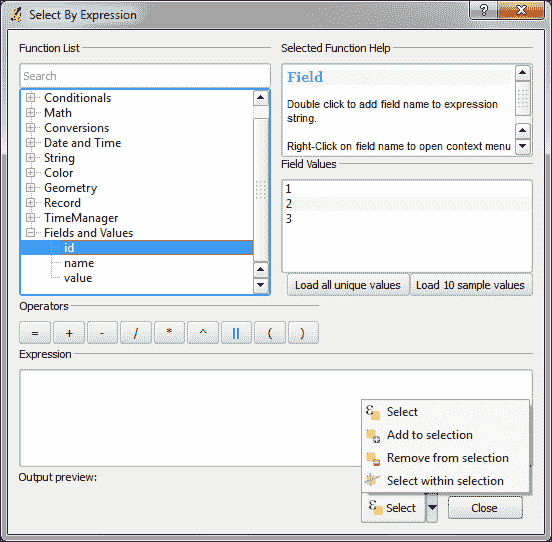 Select By Expression
Function List
Search
Conditionals
Math
Conversions
Date and Time
String
Color
Geometry
Record
TimeManager
Fields and Values
id
name
value
Selected Function Help
Field
Double click to add field name to expression
string.
Right-Click on field name to open context menu
Field Values
1
2
3
Load all unique values
Load 10 sample values
Operators
= + - / * ^ || ( )
Expression
Select
Add to selection
Remove from selection
Select within selection
Output preview:
Select
Close